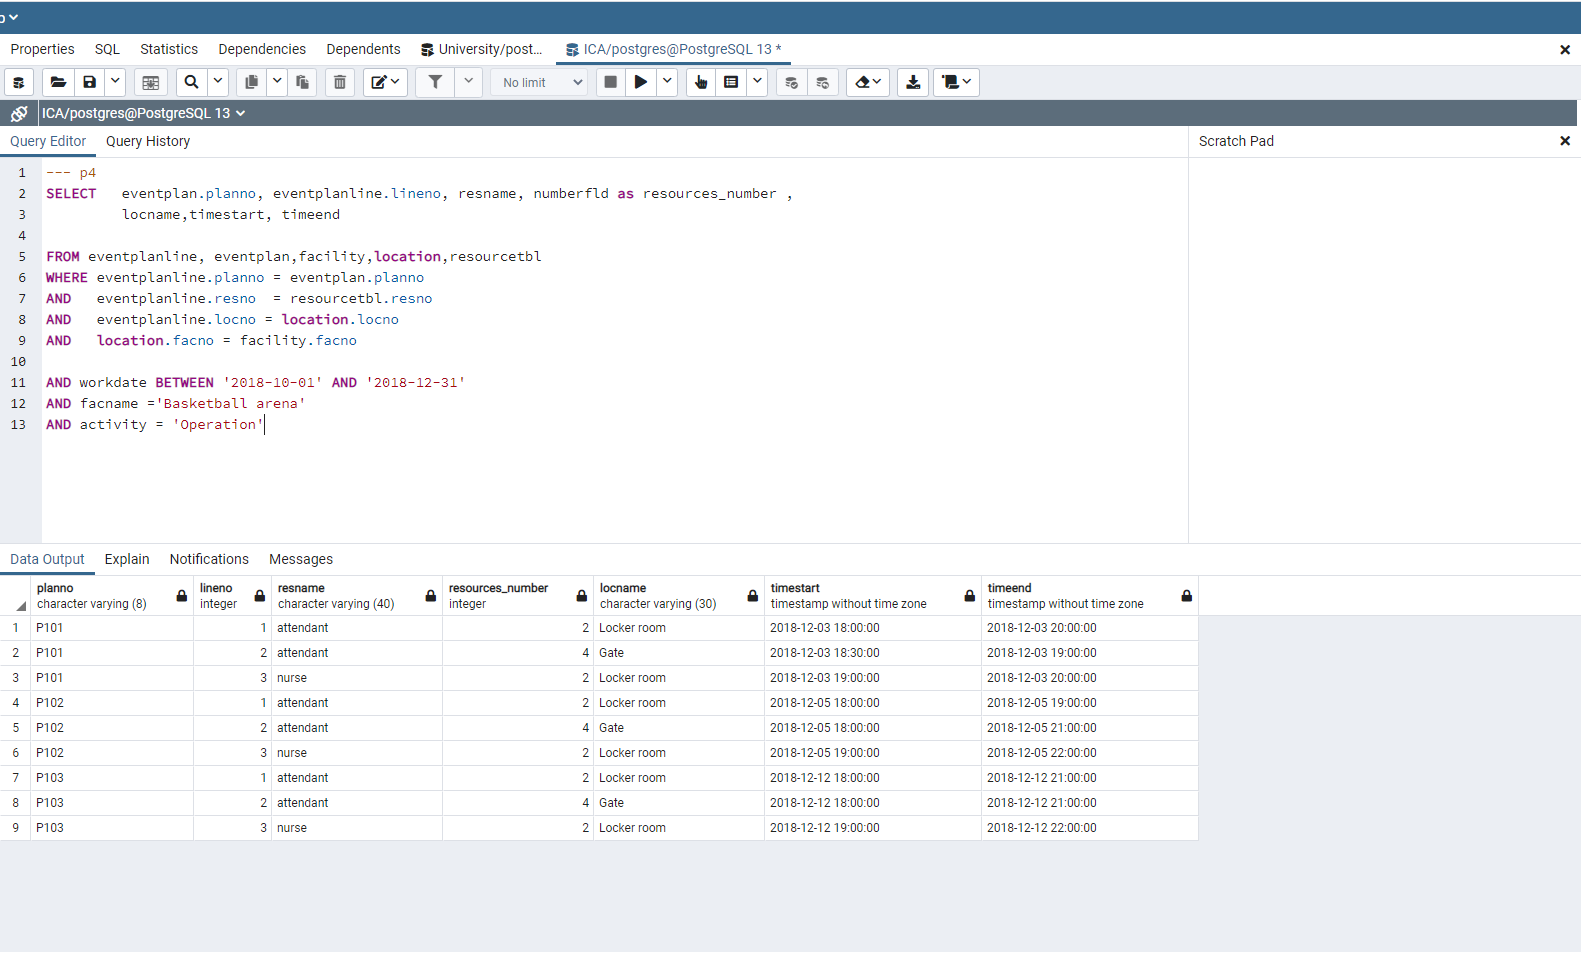 Properties SQL Statistics Dependencies Dependents University/post... ICA/postgres@PostgreSQL 13 *
No limit
ICA/postgres@PostgreSQL 13
Query Editor Query History Scratch Pad
1 --- p4
2 SELECT eventplan.planno, eventplanline.lineno, resname, numberfld as resources_number ,
3 locname,timestart, timeend
4
5 FROM eventplanline, eventplan,facility,location,resourcetbl
6 WHERE eventplanline.planno = eventplan.planno
7 AND eventplanline.resno = resourcetbl.resno
8 AND eventplanline.locno = location.locno
9 AND location.facno = facility.facno
10
11 AND workdate BETWEEN '2018-10-01' AND '2018-12-31'
12 AND facname ='Basketball arena'
13 AND activity = 'Operation'
Data Output Explain Notifications Messages
planno lineno resname resources_number locname timestart timeend
character varying (8) integer character varying (40) integer character varying (30) timestamp without time zone timestamp without time zone
1 P101 1 attendant 2 Locker room 2018-12-03 18:00:00 2018-12-03 20:00:00
2 P101 2 attendant 4 Gate 2018-12-03 18:30:00 2018-12-03 19:00:00
3 P101 3 nurse 2 Locker room 2018-12-03 19:00:00 2018-12-03 20:00:00
4 P102 1 attendant 2 Locker room 2018-12-05 18:00:00 2018-12-05 19:00:00
5 P102 2 attendant 4 Gate 2018-12-05 18:00:00 2018-12-05 21:00:00
6 P102 3 nurse 2 Locker room 2018-12-05 19:00:00 2018-12-05 22:00:00
7 P103 1 attendant 2 Locker room 2018-12-12 18:00:00 2018-12-12 21:00:00
8 P103 2 attendant 4 Gate 2018-12-12 18:00:00 2018-12-12 21:00:00
9 P103 3 nurse 2 Locker room 2018-12-12 19:00:00 2018-12-12 22:00:00